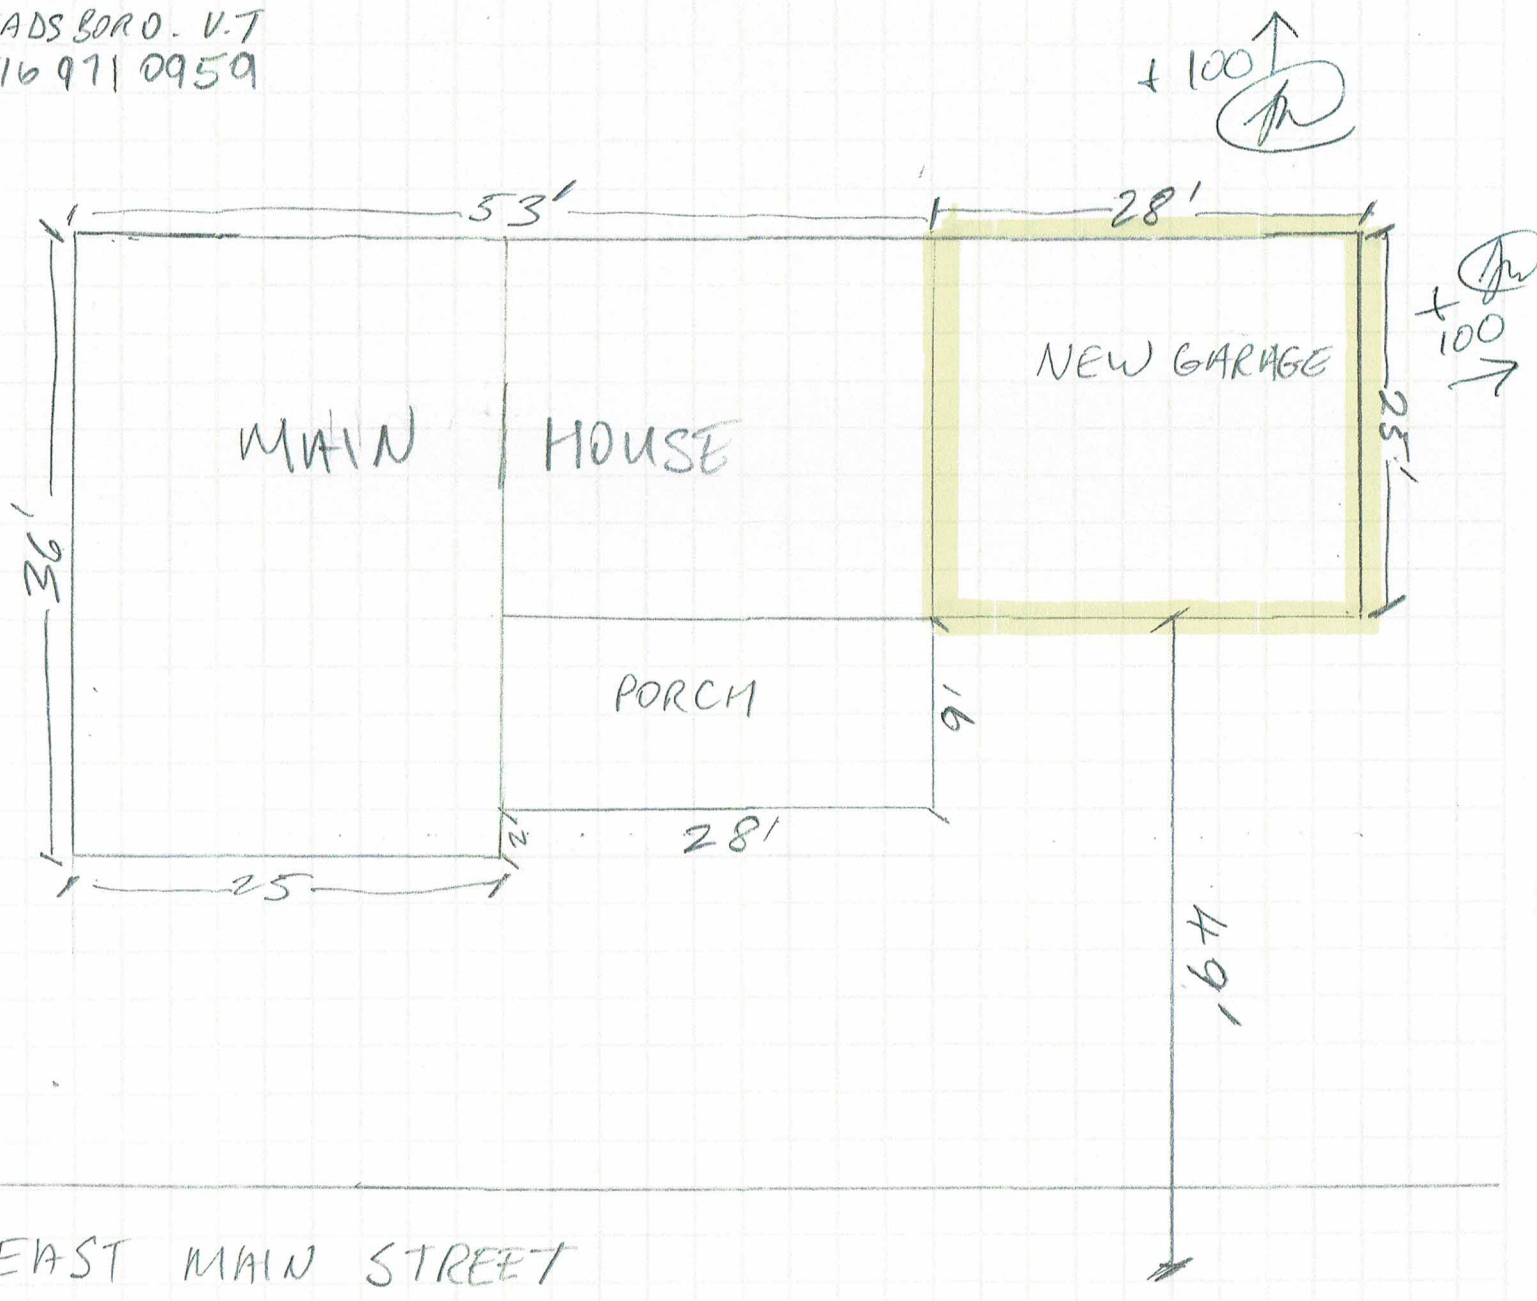 ADSBORO. V.T
16 971 0959
+ 100
53'
28'
+
100
NEW GARAGE
25'
MAIN HOUSE
36'
PORCH
9'
2'
28'
25
49'
EAST MAIN STREET